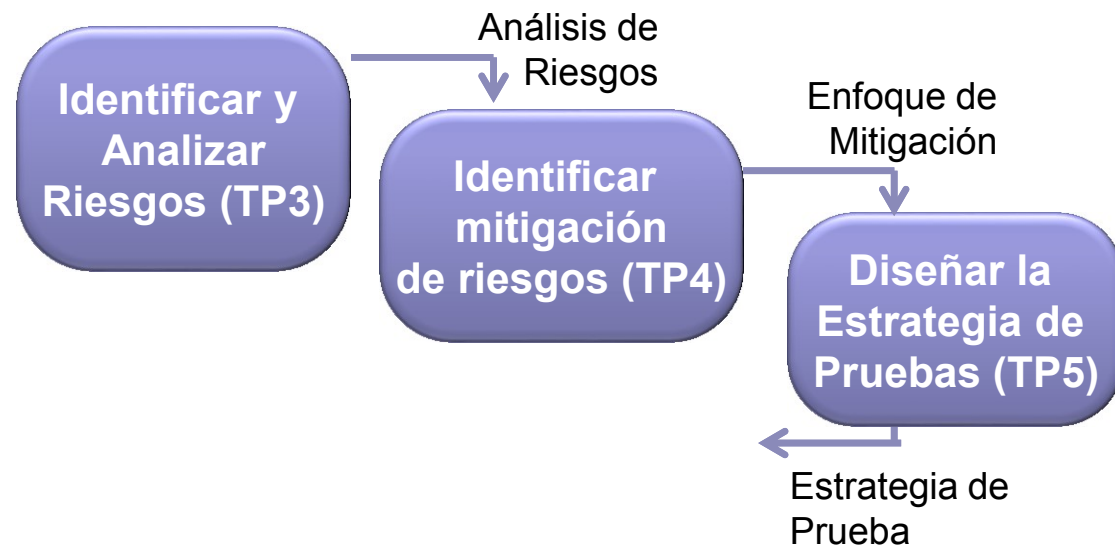 Identificar y
Analizar
Riesgos (TP3)
Análisis de
Riesgos
Identificar
mitigación
de riesgos (TP4)
Enfoque de
Mitigación
Diseñar la
Estrategia de
Pruebas (TP5)
Estrategia de
Prueba